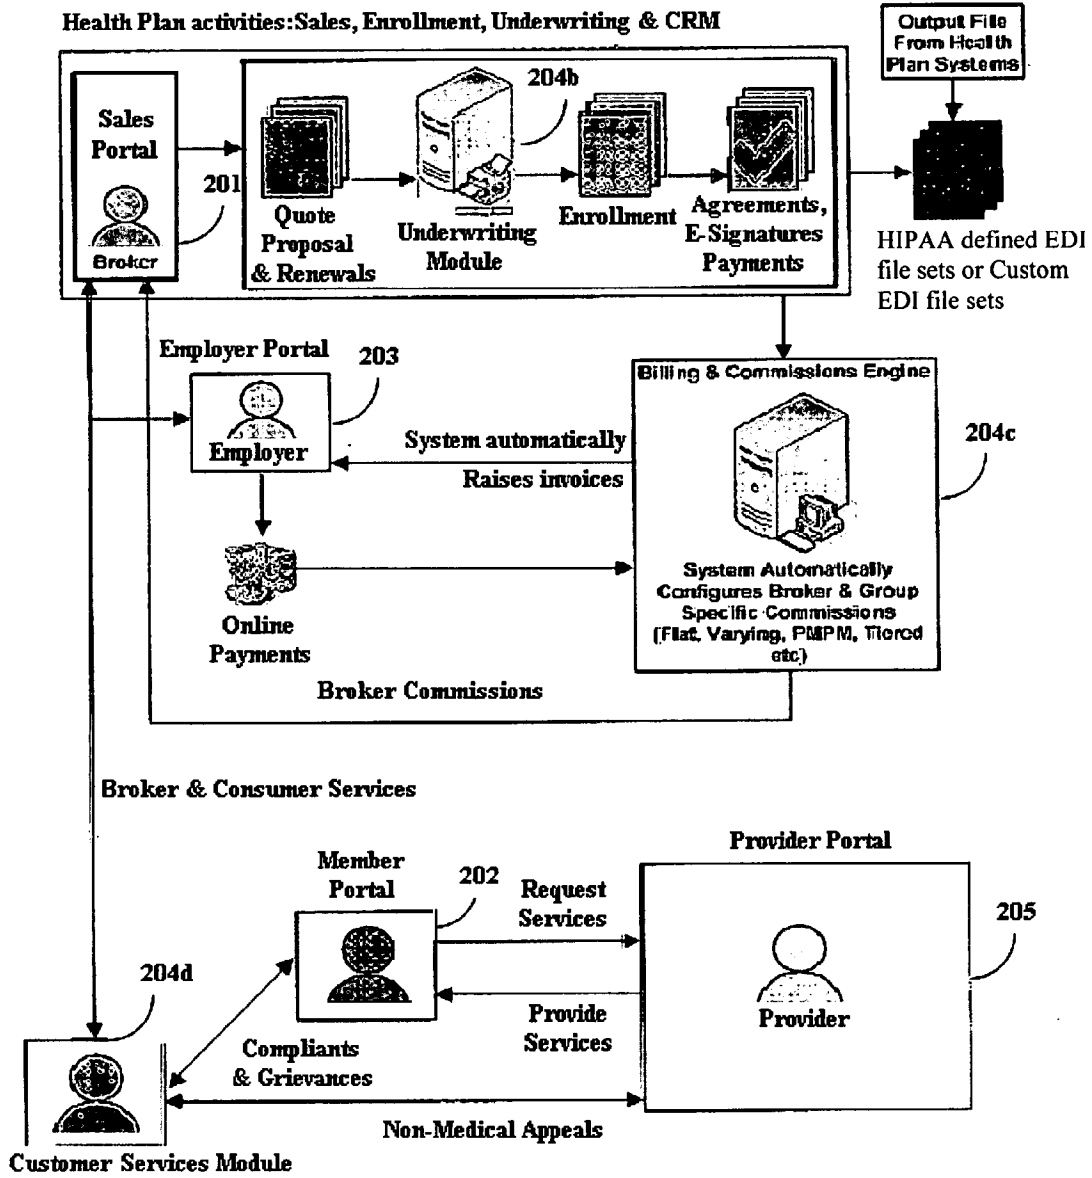 Health Plan activities:Sales, Enrollment, Underwriting & CRM
Output File
From Health
Plan Systems
Sales
Portal
Broker
201
Quote
Proposal
& Renewals
204b
Underwriting
Module
Enrollment
Agreements,
E-Signatures
Payments
HIPAA defined EDI
file sets or Custom
EDI file sets
Employer Portal
203
Employer
System automatically
Raises invoices
Billing & Commissions Engine
204c
System Automatically
Configures Broker & Group
Specific Commissions
(Flat, Varying, PMPM, Tiered
etc)
Online
Payments
Broker Commissions
Broker & Consumer Services
Provider Portal
Member
Portal
202
Request
Services
205
Provider
Provide
Services
204d
Compliants
& Grievances
Non-Medical Appeals
Customer Services Module